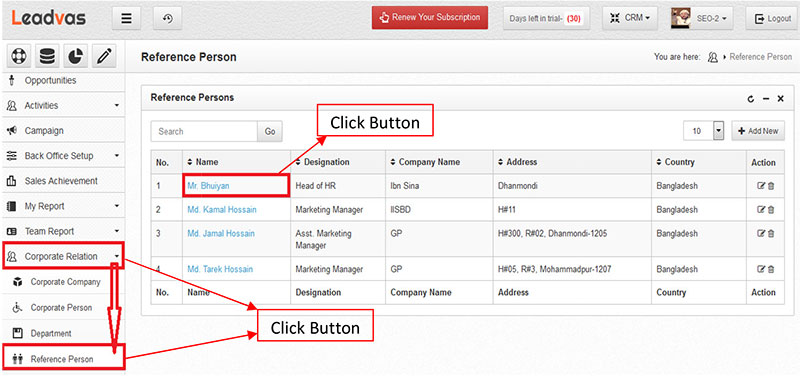 Leadvas
Renew Your Subscription
Days left in trial- (30)
CRM
SEO-2
Logout
Reference Person
You are here: Reference Person
Opportunities
Activities
Campaign
Back Office Setup
Sales Achievement
My Report
Team Report
Corporate Relation
Corporate Company
Corporate Person
Department
Reference Person
Reference Persons
Click Button
Search
Go
10
Add New
No. Name Designation Company Name Address Country Action
1 Mr. Bhuiyan Head of HR Ibn Sina Dhanmondi Bangladesh
2 Md. Kamal Hossain Marketing Manager IISBD H#11 Bangladesh
3 Md. Jamal Hossain Asst. Marketing GP H#300, R#02, Dhanmondi-1205 Bangladesh
Manager
4 Md. Tarek Hossain Marketing Manager GP H#05, R#3, Mohammadpur-1207 Bangladesh
No. Name Designation Company Name Address Country Action
Click Button